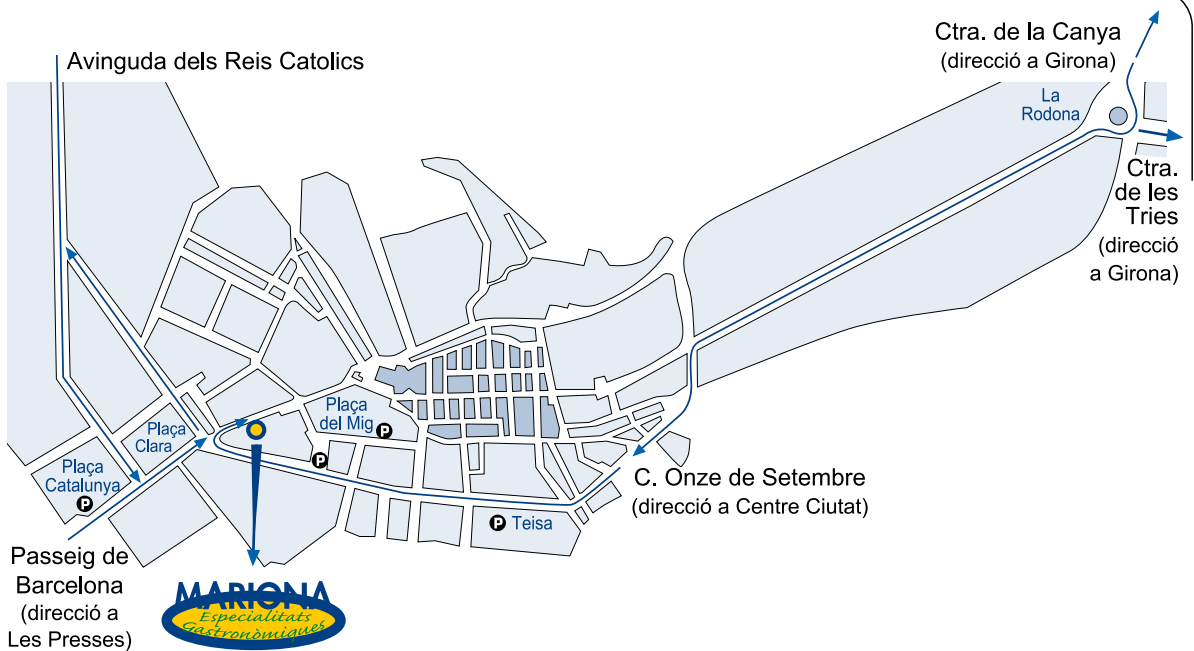 Avinguda dels Reis Catolics
Ctra. de la Canya
(direcció a Girona)
La
Rodona
Ctra.
de les
Tries
(direcció
a Girona)
Plaça
del Mig
P
Plaça
Clara
P
Plaça
Catalunya
P
C. Onze de Setembre
(direcció a Centre Ciutat)
P Teisa
Passeig de
Barcelona
(direcció a
Les Presses)
MARIONA
Especialitats
Gastronòmiques